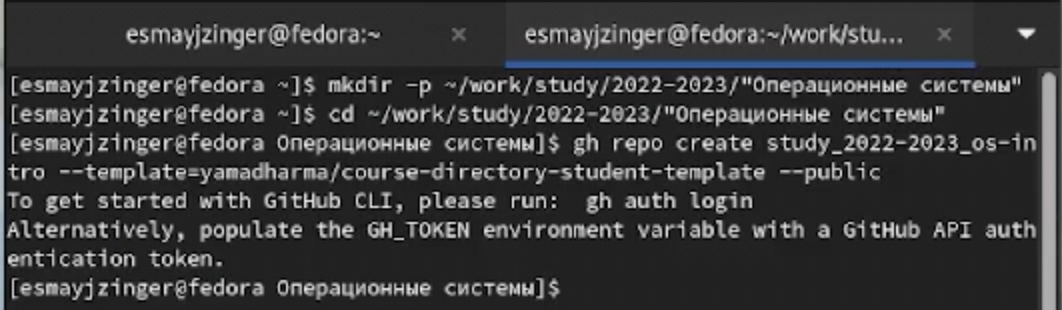 esmayjzinger@fedora:~ × esmayjzinger@fedora:~/work/stu... ×
[esmayjzinger@fedora ~]$ mkdir -p ~/work/study/2022-2023/"Операционные системы"
[esmayjzinger@fedora ~]$ cd ~/work/study/2022-2023/"Операционные системы"
[esmayjzinger@fedora Операционные системы]$ gh repo create study_2022-2023_os-in
tro --template=yamadharma/course-directory-student-template --public
To get started with GitHub CLI, please run:  gh auth login
Alternatively, populate the GH_TOKEN environment variable with a GitHub API auth
entication token.
[esmayjzinger@fedora Операционные системы]$